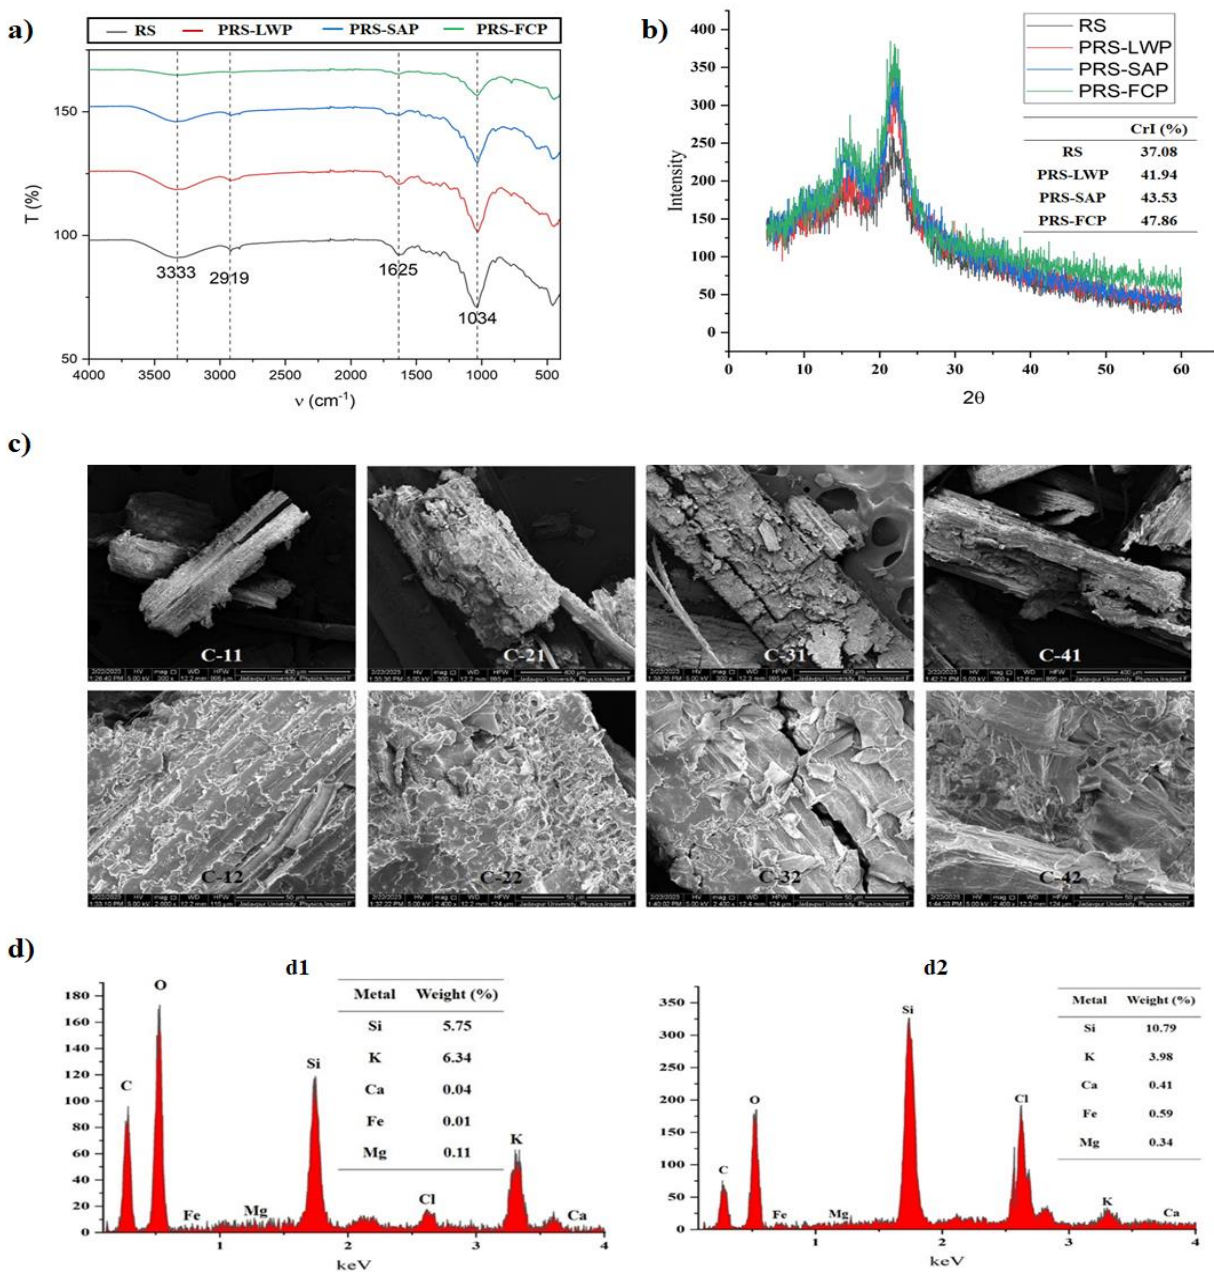 a)
RS PRS-LWP PRS-SAP PRS-FCP
T (%)
150
100
50
3333
2919
1625
1034
4000 3500 3000 2500 2000 1500 1000 500
ν (cm-1)
b)
RS
PRS-LWP
PRS-SAP
PRS-FCP
CrI (%)
RS 37.08
PRS-LWP 41.94
PRS-SAP 43.53
PRS-FCP 47.86
Intensity
400
350
300
250
200
150
100
50
0
0 10 20 30 40 50 60
2θ
c)
C-11
C-21
C-31
C-41
C-12
C-22
C-32
C-42
d)
d1
Metal Weight (%)
Si 5.75
K 6.34
Ca 0.04
Fe 0.01
Mg 0.11
180
160
140
120
100
80
60
40
20
0
C
O
Fe
Mg
Si
Cl
K
Ca
1 2 3 4
keV
d2
Metal Weight (%)
Si 10.79
K 3.98
Ca 0.41
Fe 0.59
Mg 0.34
350
300
250
200
150
100
50
0
C
O
Fe
Mg
Si
Cl
K
Ca
1 2 3 4
keV